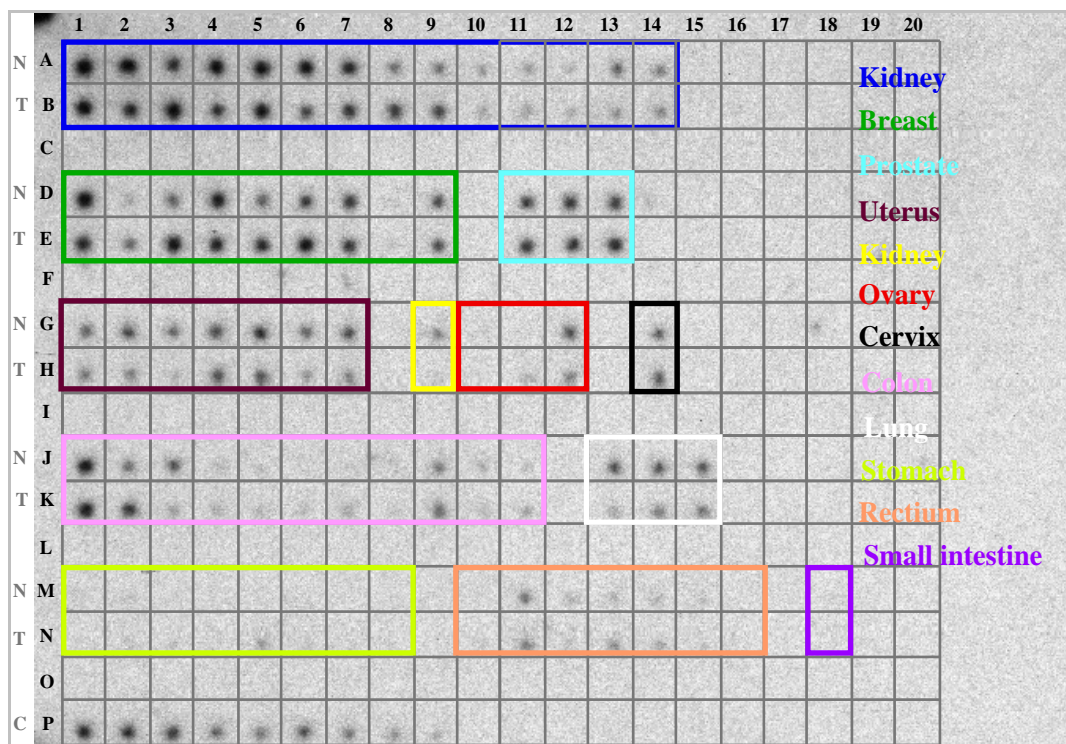 1 2 3 4 5 6 7 8 9 10 11 12 13 14 15 16 17 18 19 20
N A
Kidney
T B
Breast
C
Prostate
N D
Uterus
T E
Kidney
F
Ovary
N G
Cervix
T H
Colon
I
Lung
N J
Stomach
T K
Rectium
L
Small intestine
N M
T N
O
C P